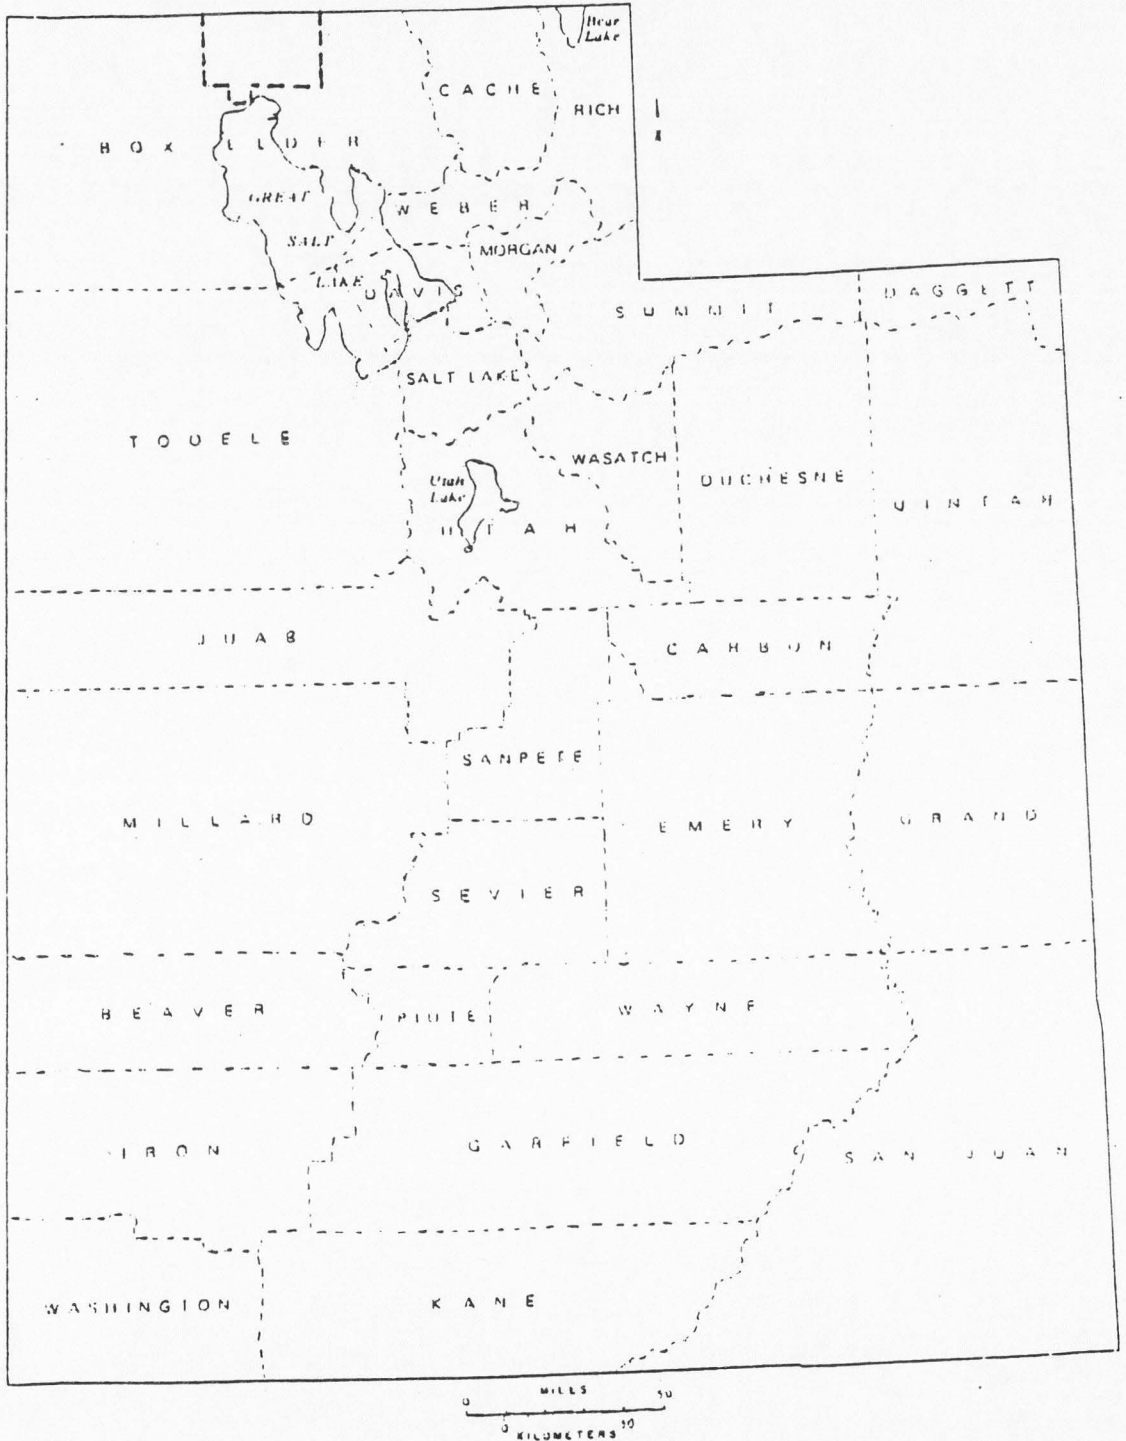 Bear
Lake
CACHE
RICH
BOX ELDER
GREAT
SALT
LAKE
WEBER
MORGAN
DAVIS
SUMMIT
DAGGETT
SALT LAKE
TOOELE
WASATCH
DUCHESNE
UINTAH
Utah
Lake
UTAH
JUAB
CARBON
SANPETE
MILLARD
EMERY
GRAND
SEVIER
BEAVER
PIUTE
WAYNE
IRON
GARFIELD
SAN JUAN
WASHINGTON
KANE
MILES
0 50
0 50
KILOMETERS